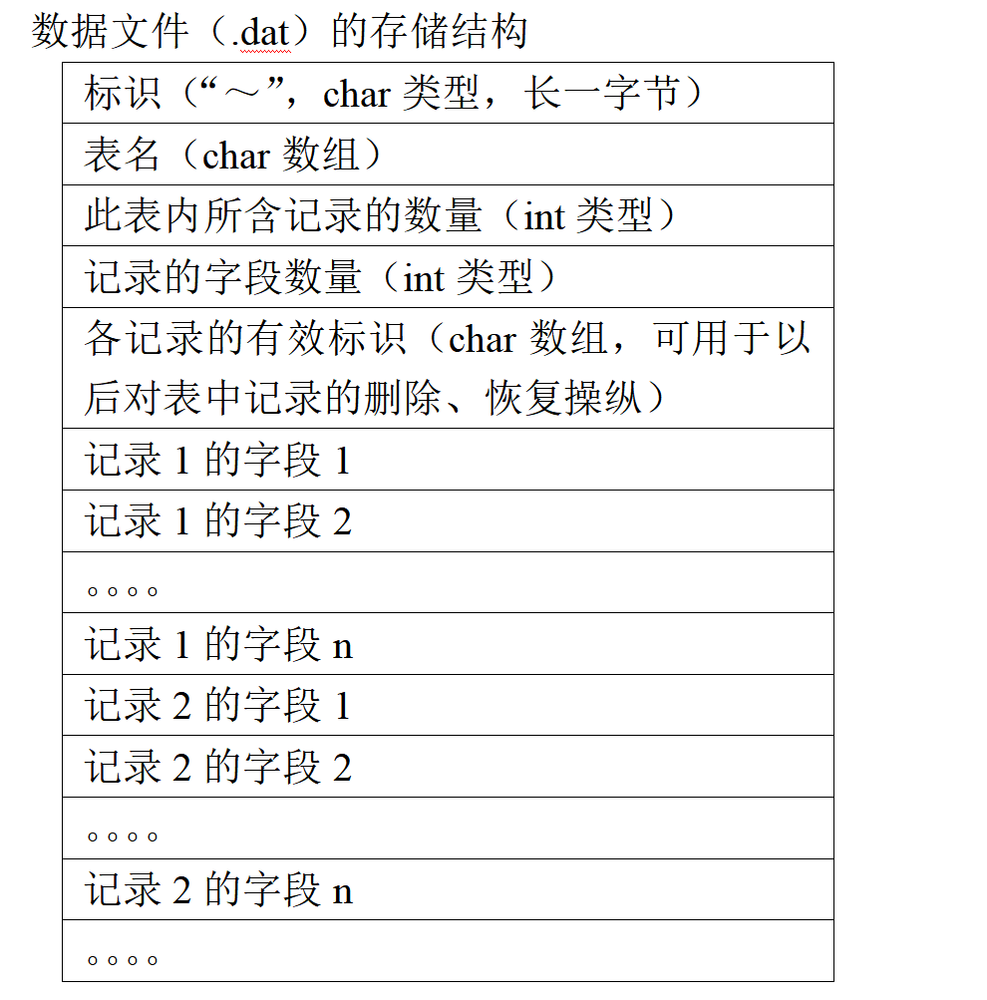 数据文件（.dat）的存储结构
标识（“～”，char 类型，长一字节）
表名（char 数组）
此表内所含记录的数量（int 类型）
记录的字段数量（int 类型）
各记录的有效标识（char 数组，可用于以
后对表中记录的删除、恢复操纵）
记录 1 的字段 1
记录 1 的字段 2
。。。。
记录 1 的字段 n
记录 2 的字段 1
记录 2 的字段 2
。。。。
记录 2 的字段 n
。。。。